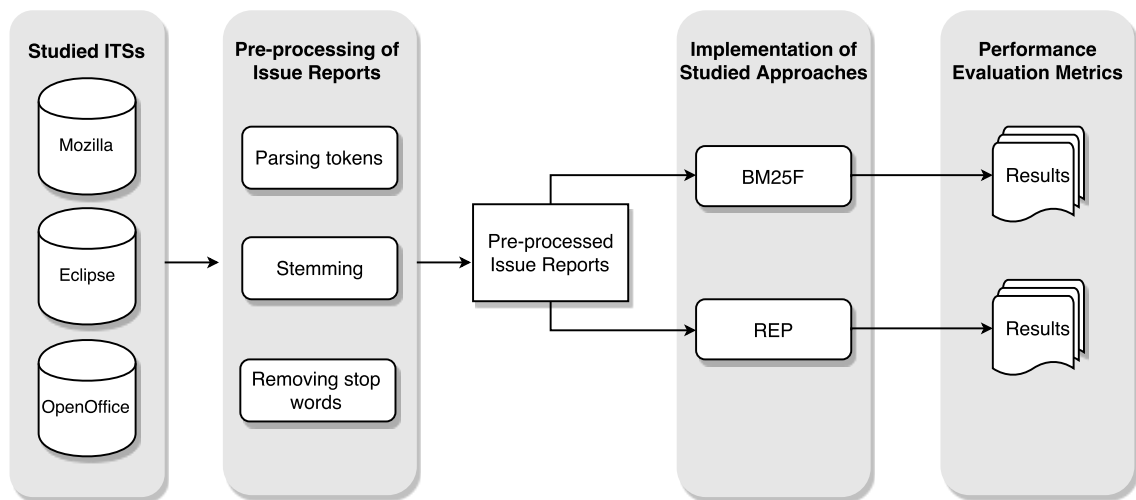 Studied ITSs
Mozilla
Eclipse
OpenOffice
Pre-processing of
Issue Reports
Parsing tokens
Stemming
Removing stop
words
Pre-processed
Issue Reports
Implementation of
Studied Approaches
BM25F
REP
Performance
Evaluation Metrics
Results
Results